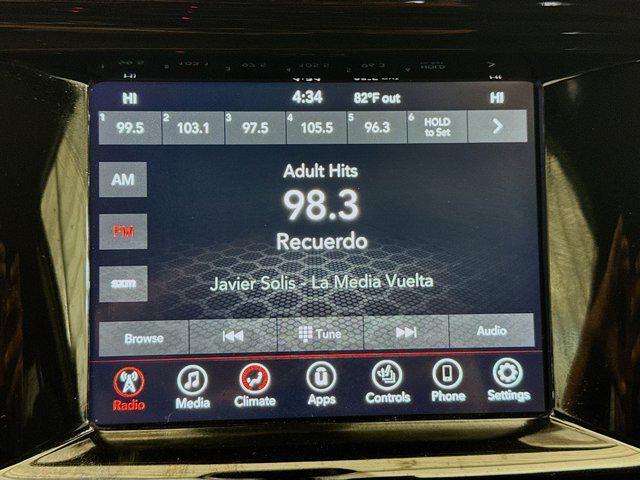 HI 4:34 82°F out HI
1 99.5 2 103.1 3 97.5 4 105.5 5 96.3 6 HOLD to Set
Adult Hits
AM
98.3
FM
Recuerdo
sxm
Javier Solis - La Media Vuelta
Browse Tune Audio
Radio Media Climate Apps Controls Phone Settings